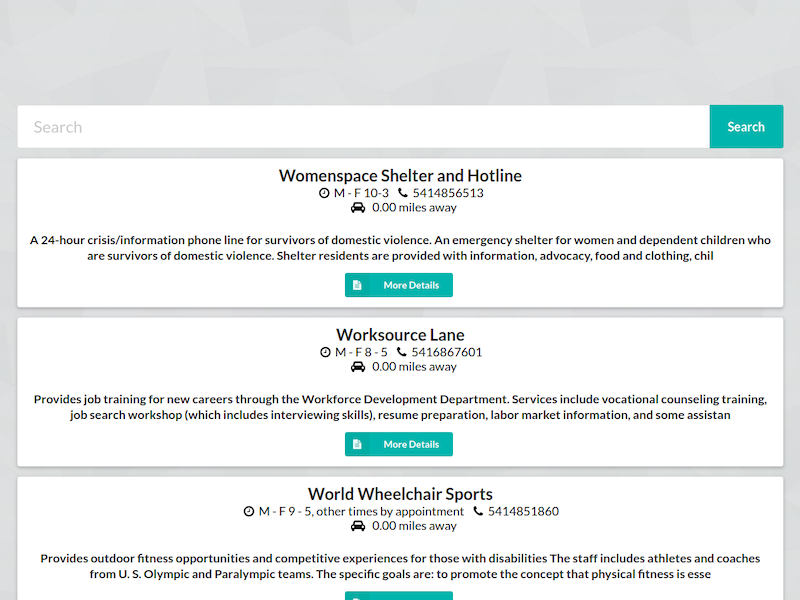 Search
Search
Womenspace Shelter and Hotline
M - F 10-3 5414856513
0.00 miles away
A 24-hour crisis/information phone line for survivors of domestic violence. An emergency shelter for women and dependent children who
are survivors of domestic violence. Shelter residents are provided with information, advocacy, food and clothing, chil
More Details
Worksource Lane
M - F 8 - 5 5416867601
0.00 miles away
Provides job training for new careers through the Workforce Development Department. Services include vocational counseling training,
job search workshop (which includes interviewing skills), resume preparation, labor market information, and some assistan
More Details
World Wheelchair Sports
M - F 9 - 5, other times by appointment 5414851860
0.00 miles away
Provides outdoor fitness opportunities and competitive experiences for those with disabilities The staff includes athletes and coaches
from U. S. Olympic and Paralympic teams. The specific goals are: to promote the concept that physical fitness is esse